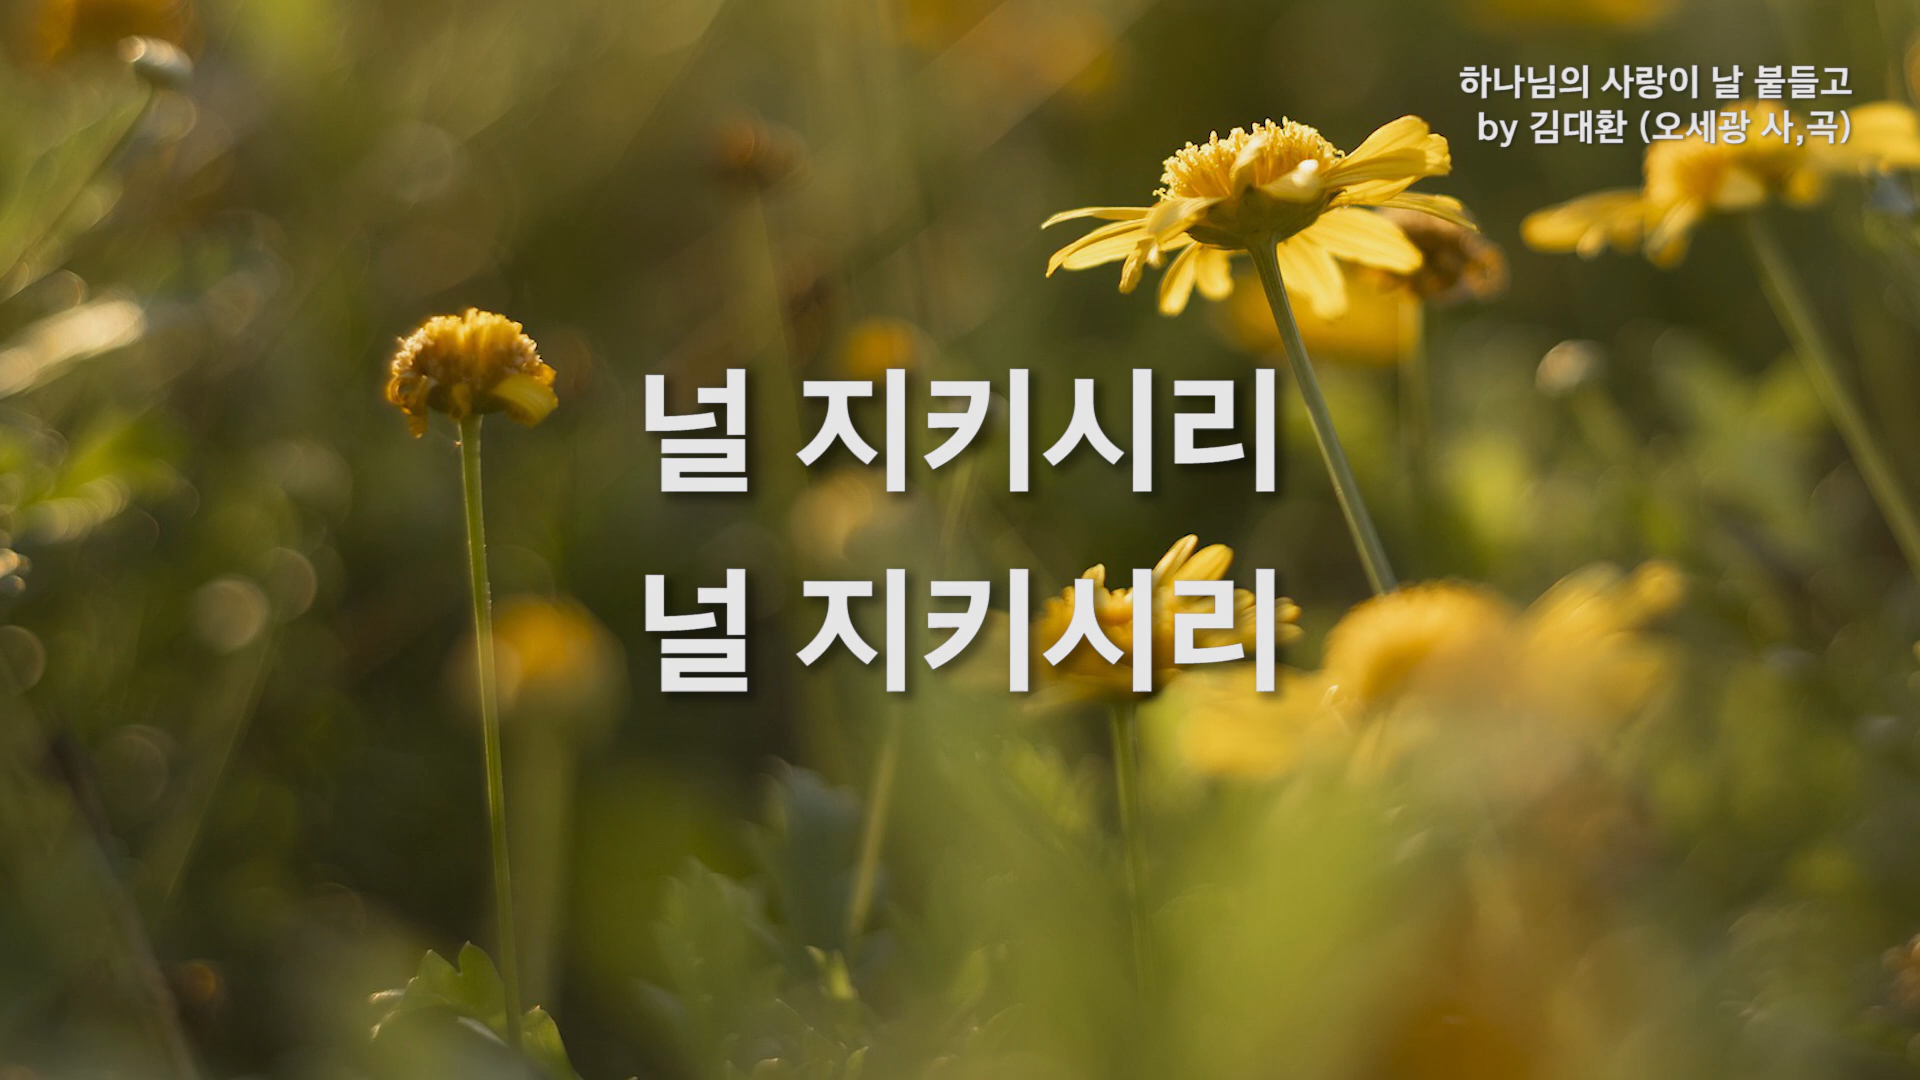 하나님의 사랑이 날 붙들고
by 김대환 (오세광 사,곡)
널 지키시리
널 지키시리